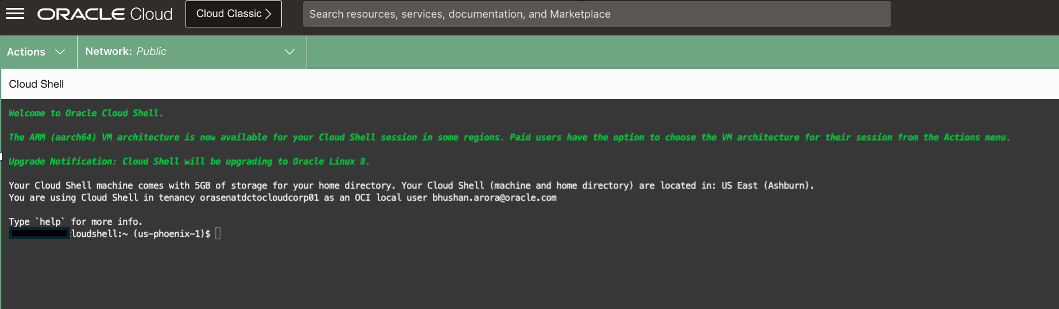 ORACLE Cloud
Cloud Classic >
Search resources, services, documentation, and Marketplace
Actions
Network: Public
Cloud Shell
Welcome to Oracle Cloud Shell.
The ARM (aarch64) VM architecture is now available for your Cloud Shell session in some regions. Paid users have the option to choose the VM architecture for their session from the Actions menu.
Upgrade Notification: Cloud Shell will be upgrading to Oracle Linux 8.
Your Cloud Shell machine comes with 5GB of storage for your home directory. Your Cloud Shell (machine and home directory) are located in: US East (Ashburn).
You are using Cloud Shell in tenancy orasenatdctocloudcorp01 as an OCI local user bhushan.arora@oracle.com
Type `help` for more info.
loudshell:~ (us-phoenix-1)$